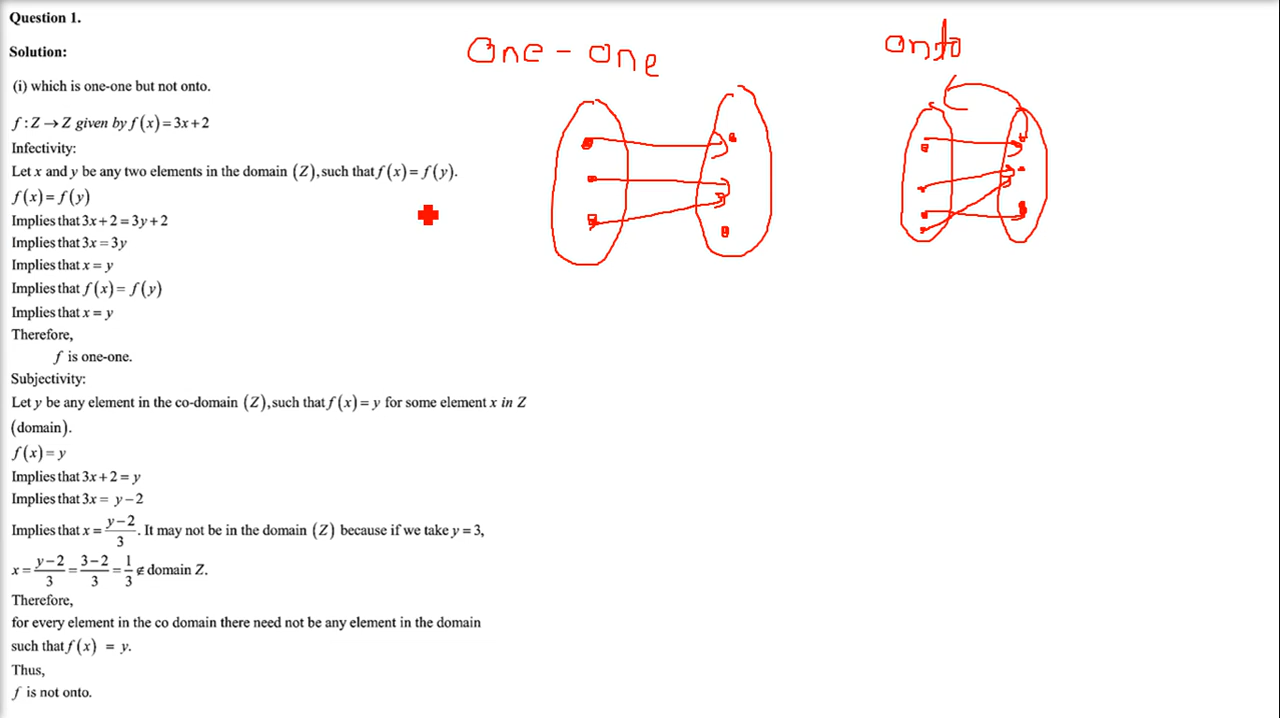 Question 1.
Solution:
One - one
onto
(i) which is one-one but not onto.
f : Z → Z given by f(x) = 3x + 2
Infectivity:
Let x and y be any two elements in the domain (Z), such that f(x) = f(y).
f(x) = f(y)
Implies that 3x + 2 = 3y + 2
Implies that 3x = 3y
Implies that x = y
Implies that f(x) = f(y)
Implies that x = y
Therefore,
f is one-one.
Subjectivity:
Let y be any element in the co-domain (Z), such that f(x) = y for some element x in Z
(domain).
f(x) = y
Implies that 3x + 2 = y
Implies that 3x = y − 2
Implies that x = (y−2)/3. It may not be in the domain (Z) because if we take y = 3,
x = (y−2)/3 = (3−2)/3 = 1/3 ∉ domain Z.
Therefore,
for every element in the co domain there need not be any element in the domain
such that f(x) = y.
Thus,
f is not onto.